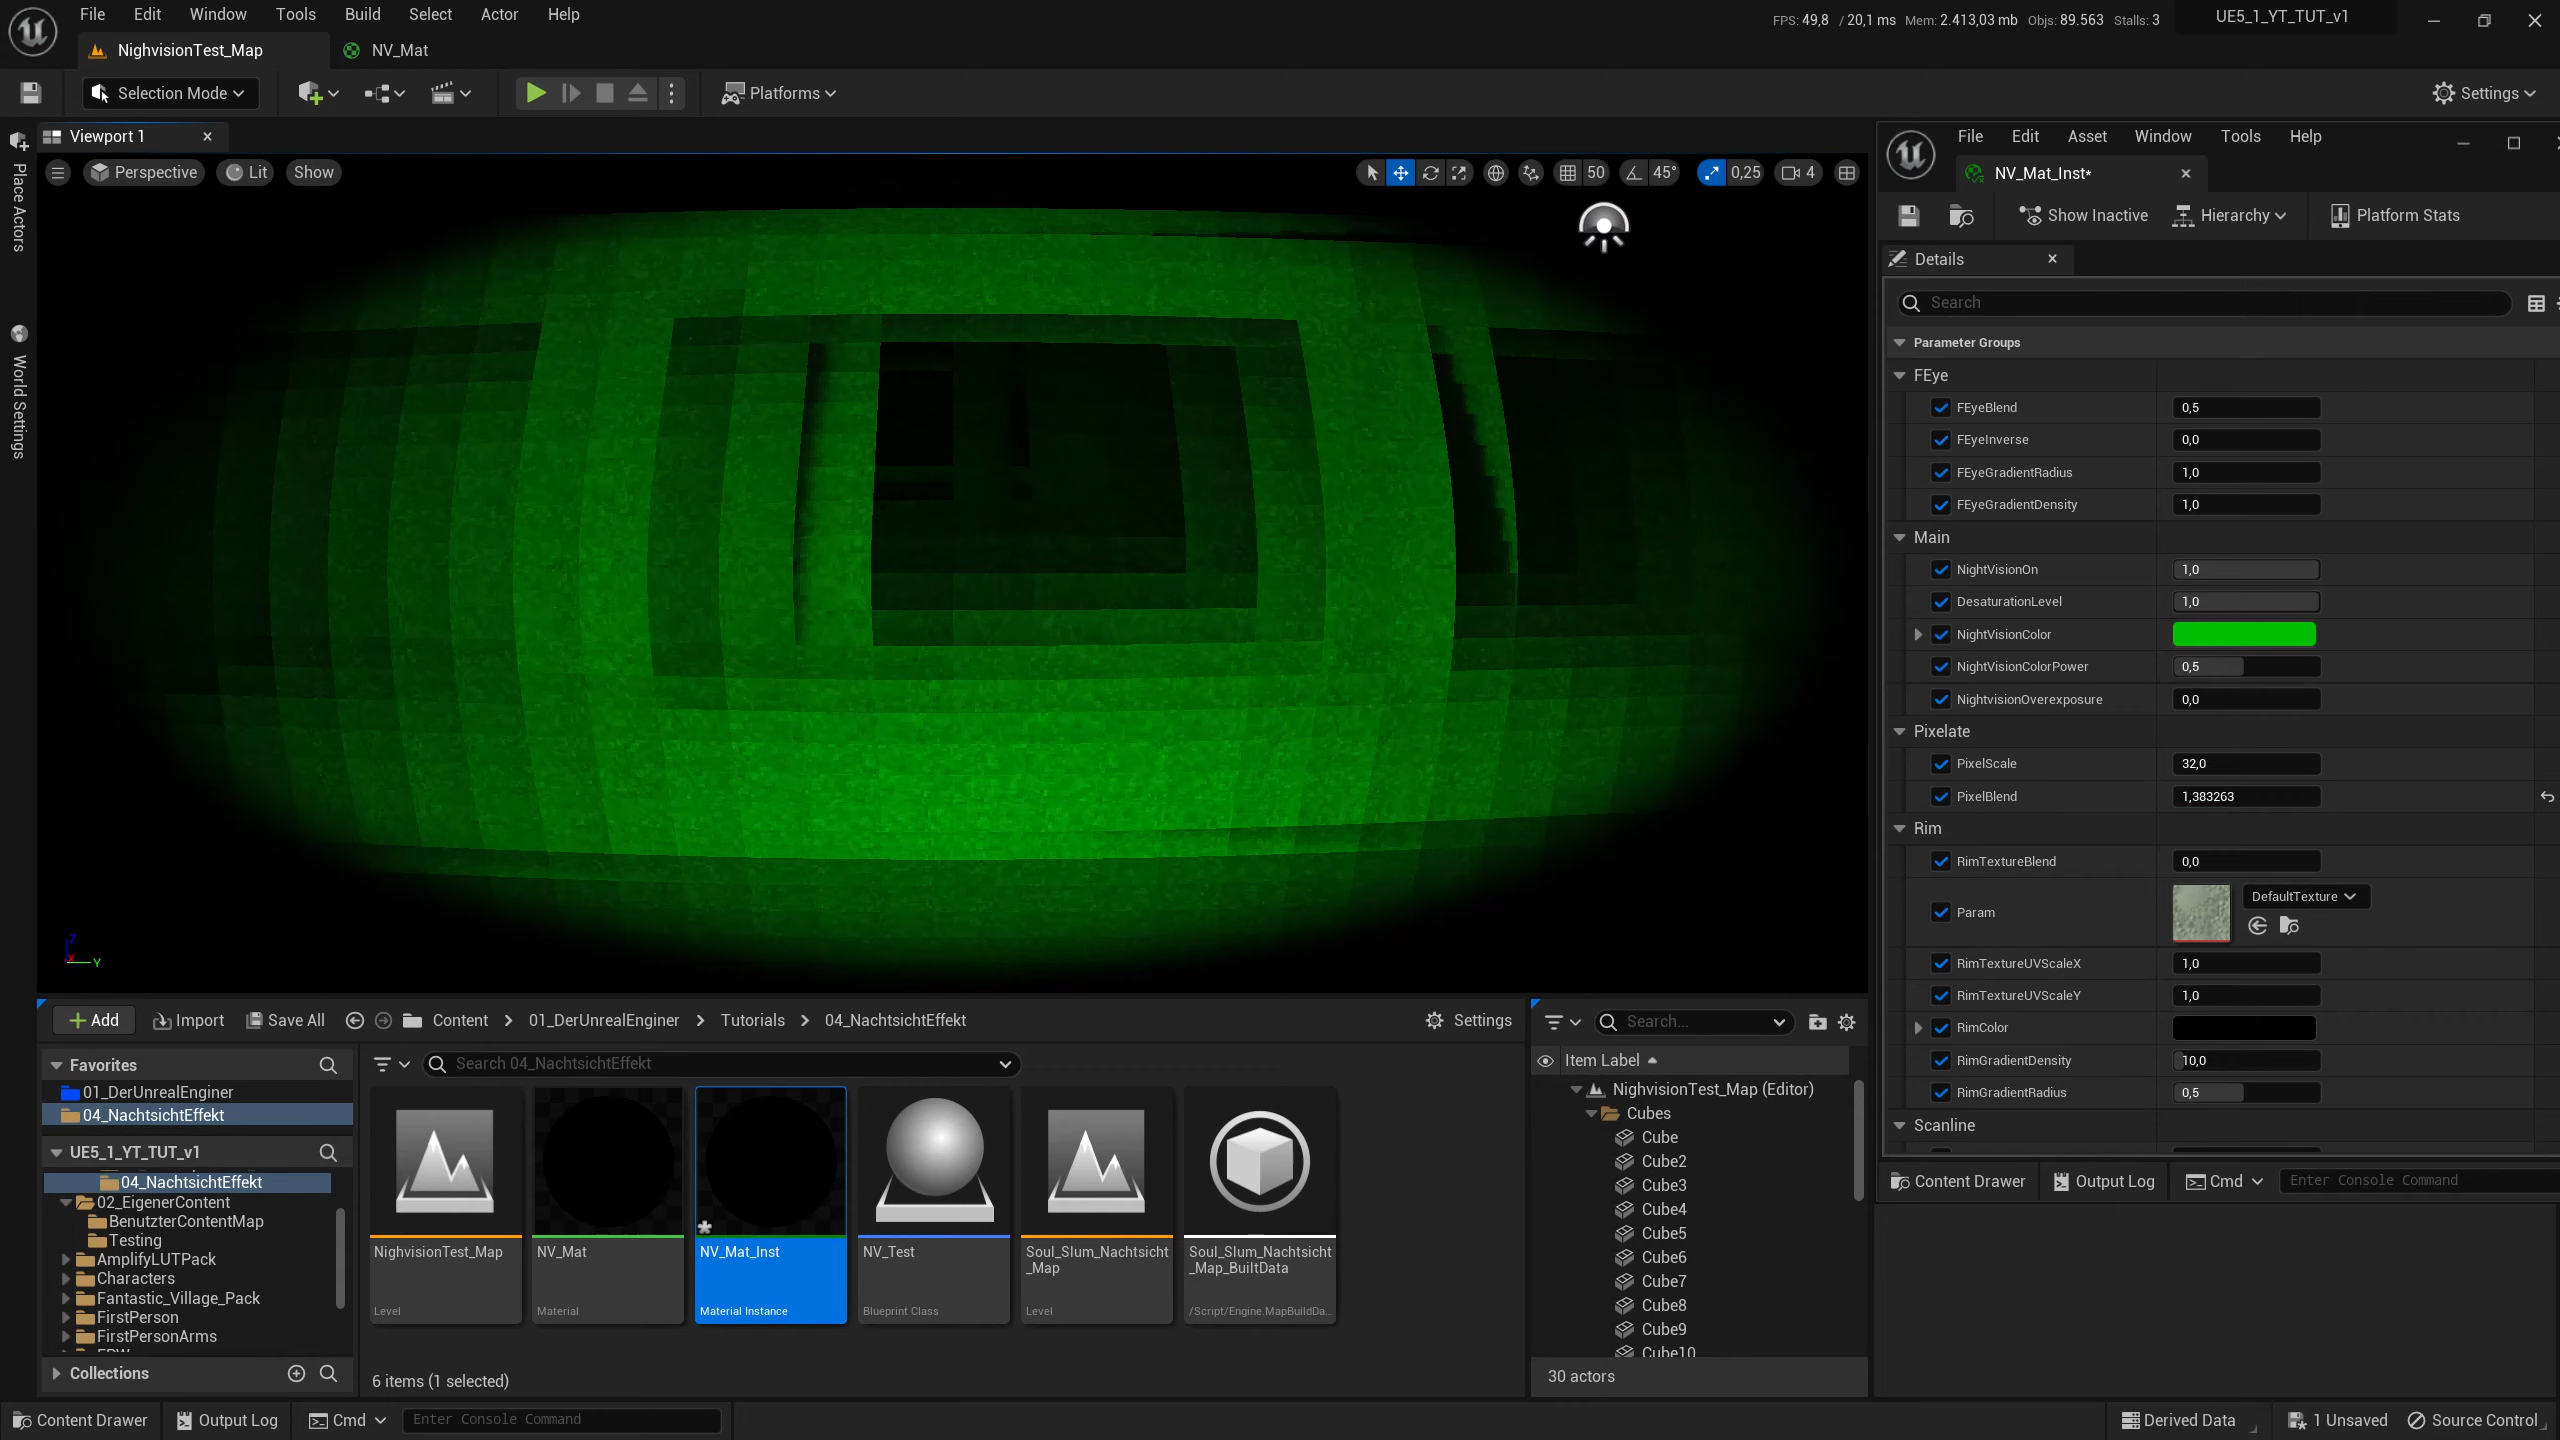 File Edit Window Tools Build Select Actor Help
FPS: 49,8 / 20,1 ms Mem: 2.413,03 mb Objs: 89.563 Stalls: 3
UE5_1_YT_TUT_v1
NighvisionTest_Map
NV_Mat
Selection Mode
Platforms
Settings
Place Actors
World Settings
Viewport 1
Perspective
Lit
Show
50
45°
0,25
4
Z
X
Y
File Edit Asset Window Tools Help
NV_Mat_Inst*
Show Inactive
Hierarchy
Platform Stats
Details
Search
Parameter Groups
FEye
FEyeBlend 0,5
FEyeInverse 0,0
FEyeGradientRadius 1,0
FEyeGradientDensity 1,0
Main
NightVisionOn 1,0
DesaturationLevel 1,0
NightVisionColor
NightVisionColorPower 0,5
NightvisionOverexposure 0,0
Pixelate
PixelScale 32,0
PixelBlend 1,383263
Rim
RimTextureBlend 0,0
Param DefaultTexture
RimTextureUVScaleX 1,0
RimTextureUVScaleY 1,0
RimColor
RimGradientDensity 10,0
RimGradientRadius 0,5
Scanline
Content Drawer
Output Log
Cmd
Enter Console Command
Add
Import
Save All
Content > 01_DerUnrealEnginer > Tutorials > 04_NachtsichtEffekt
Settings
Favorites
01_DerUnrealEnginer
04_NachtsichtEffekt
UE5_1_YT_TUT_v1
04_NachtsichtEffekt
02_EigenerContent
BenutzterContentMap
Testing
AmplifyLUTPack
Characters
Fantastic_Village_Pack
FirstPerson
FirstPersonArms
Collections
Search 04_NachtsichtEffekt
NighvisionTest_Map
Level
NV_Mat
Material
NV_Mat_Inst
Material Instance
NV_Test
Blueprint Class
Soul_Slum_Nachtsicht
_Map
Level
Soul_Slum_Nachtsicht
_Map_BuiltData
/Script/Engine.MapBuildDa...
6 items (1 selected)
Search...
Item Label
NighvisionTest_Map (Editor)
Cubes
Cube
Cube2
Cube3
Cube4
Cube5
Cube6
Cube7
Cube8
Cube9
Cube10
30 actors
Content Drawer
Output Log
Cmd
Enter Console Command
Derived Data
1 Unsaved
Source Control